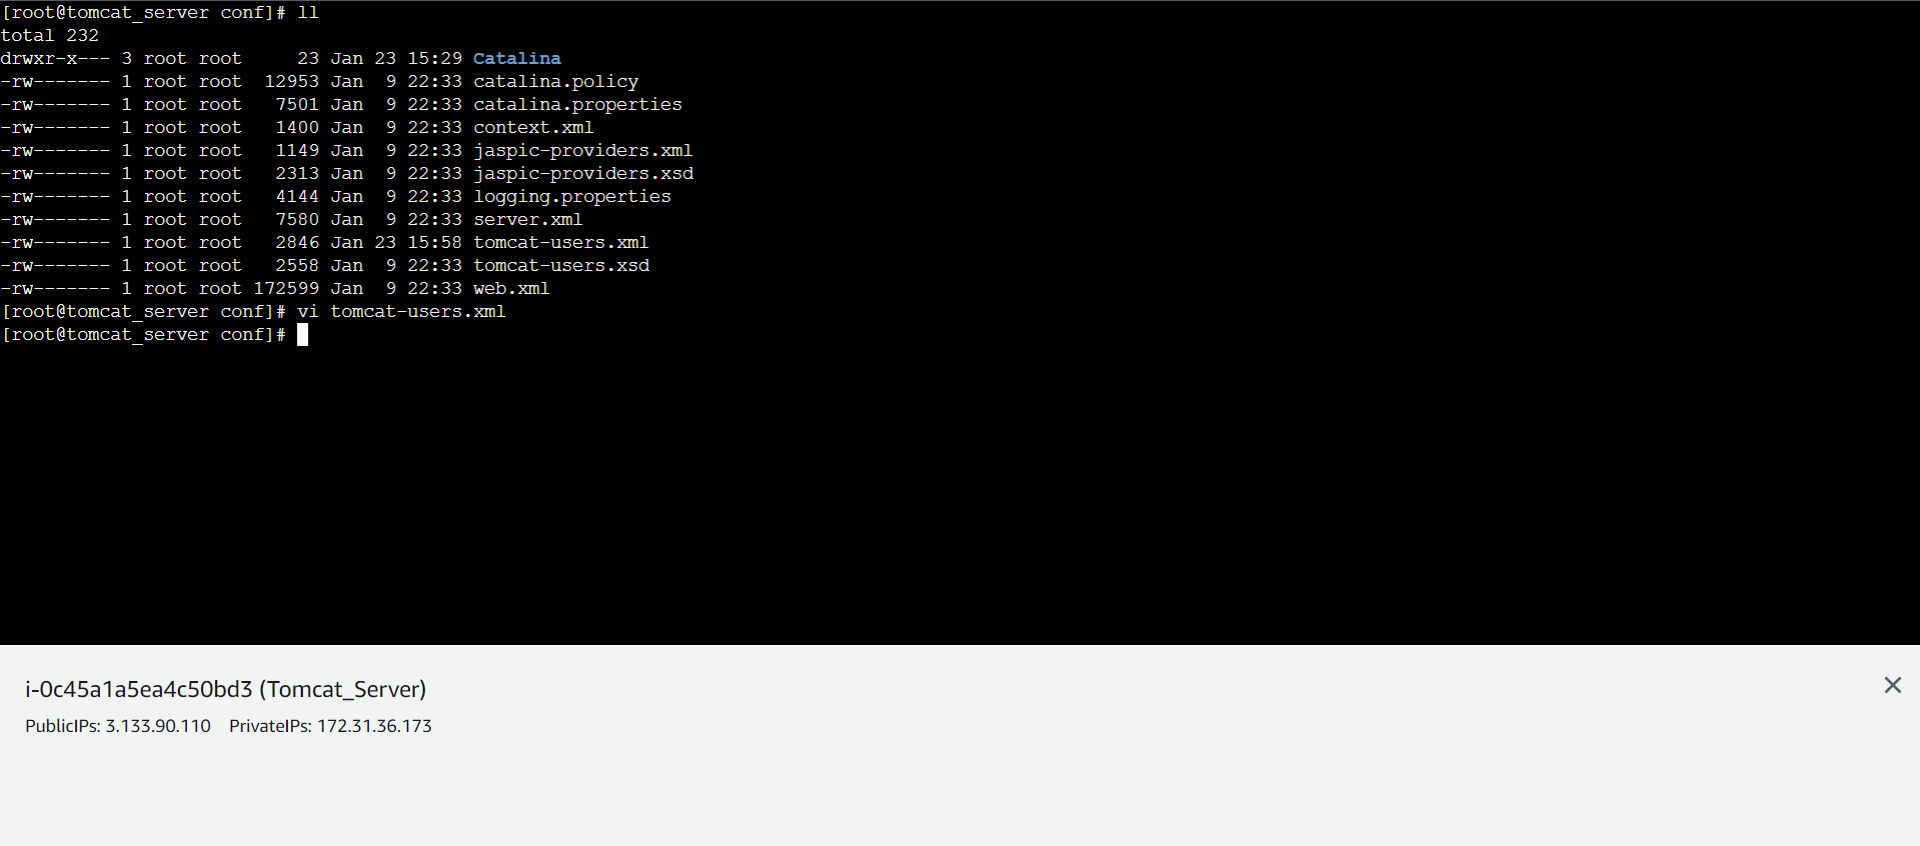 [root@tomcat_server conf]# ll
total 232
drwxr-x--- 3 root root     23 Jan 23 15:29 Catalina
-rw------- 1 root root  12953 Jan  9 22:33 catalina.policy
-rw------- 1 root root   7501 Jan  9 22:33 catalina.properties
-rw------- 1 root root   1400 Jan  9 22:33 context.xml
-rw------- 1 root root   1149 Jan  9 22:33 jaspic-providers.xml
-rw------- 1 root root   2313 Jan  9 22:33 jaspic-providers.xsd
-rw------- 1 root root   4144 Jan  9 22:33 logging.properties
-rw------- 1 root root   7580 Jan  9 22:33 server.xml
-rw------- 1 root root   2846 Jan 23 15:58 tomcat-users.xml
-rw------- 1 root root   2558 Jan  9 22:33 tomcat-users.xsd
-rw------- 1 root root 172599 Jan  9 22:33 web.xml
[root@tomcat_server conf]# vi tomcat-users.xml
[root@tomcat_server conf]#
i-0c45a1a5ea4c50bd3 (Tomcat_Server)
PublicIPs: 3.133.90.110 PrivateIPs: 172.31.36.173